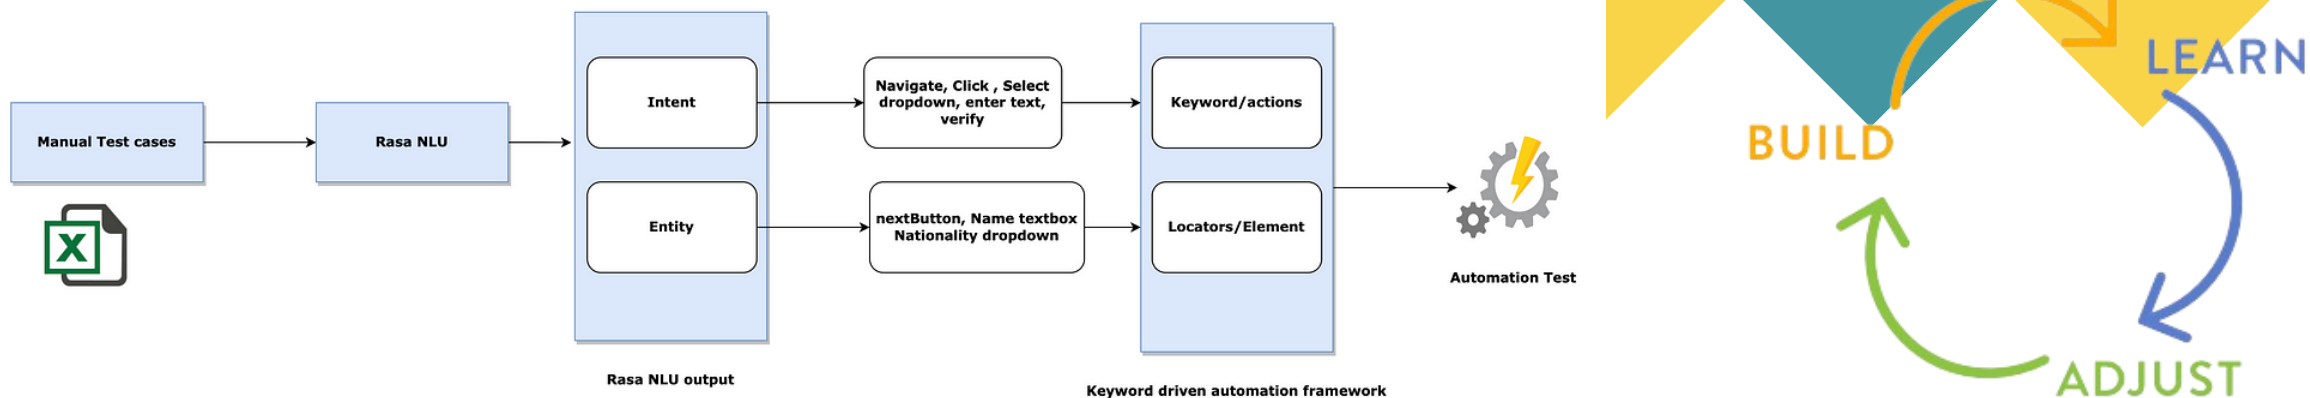 Manual Test cases
X
Rasa NLU
Intent
Entity
Rasa NLU output
Navigate, Click , Select
dropdown, enter text,
verify
nextButton, Name textbox
Nationality dropdown
Keyword/actions
Locators/Element
Keyword driven automation framework
Automation Test
BUILD
LEARN
ADJUST